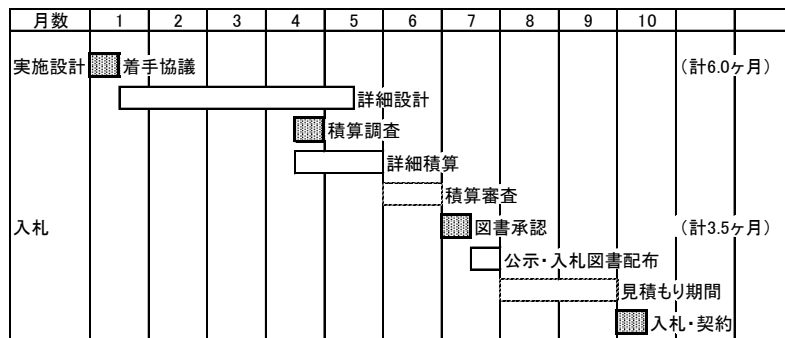 月数 1 2 3 4 5 6 7 8 9 10
実施設計 着手協議 (計6.0ヶ月)
詳細設計
積算調査
詳細積算
積算審査
入札 図書承認 (計3.5ヶ月)
公示・入札図書配布
見積もり期間
入札・契約